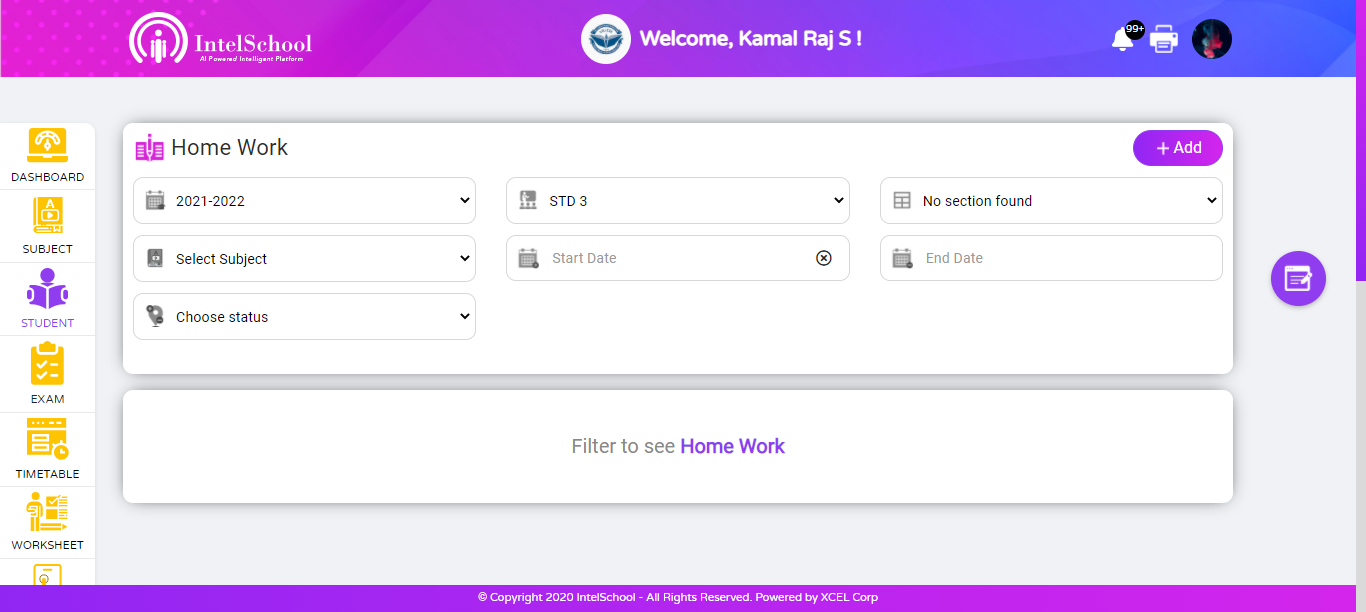 IntelSchool
AI Powered Intelligent Platform
Welcome, Kamal Raj S !
99+
DASHBOARD
SUBJECT
STUDENT
EXAM
TIMETABLE
WORKSHEET
Home Work
+ Add
2021-2022
STD 3
No section found
Select Subject
Start Date
End Date
Choose status
Filter to see Home Work
© Copyright 2020 IntelSchool - All Rights Reserved. Powered by XCEL Corp